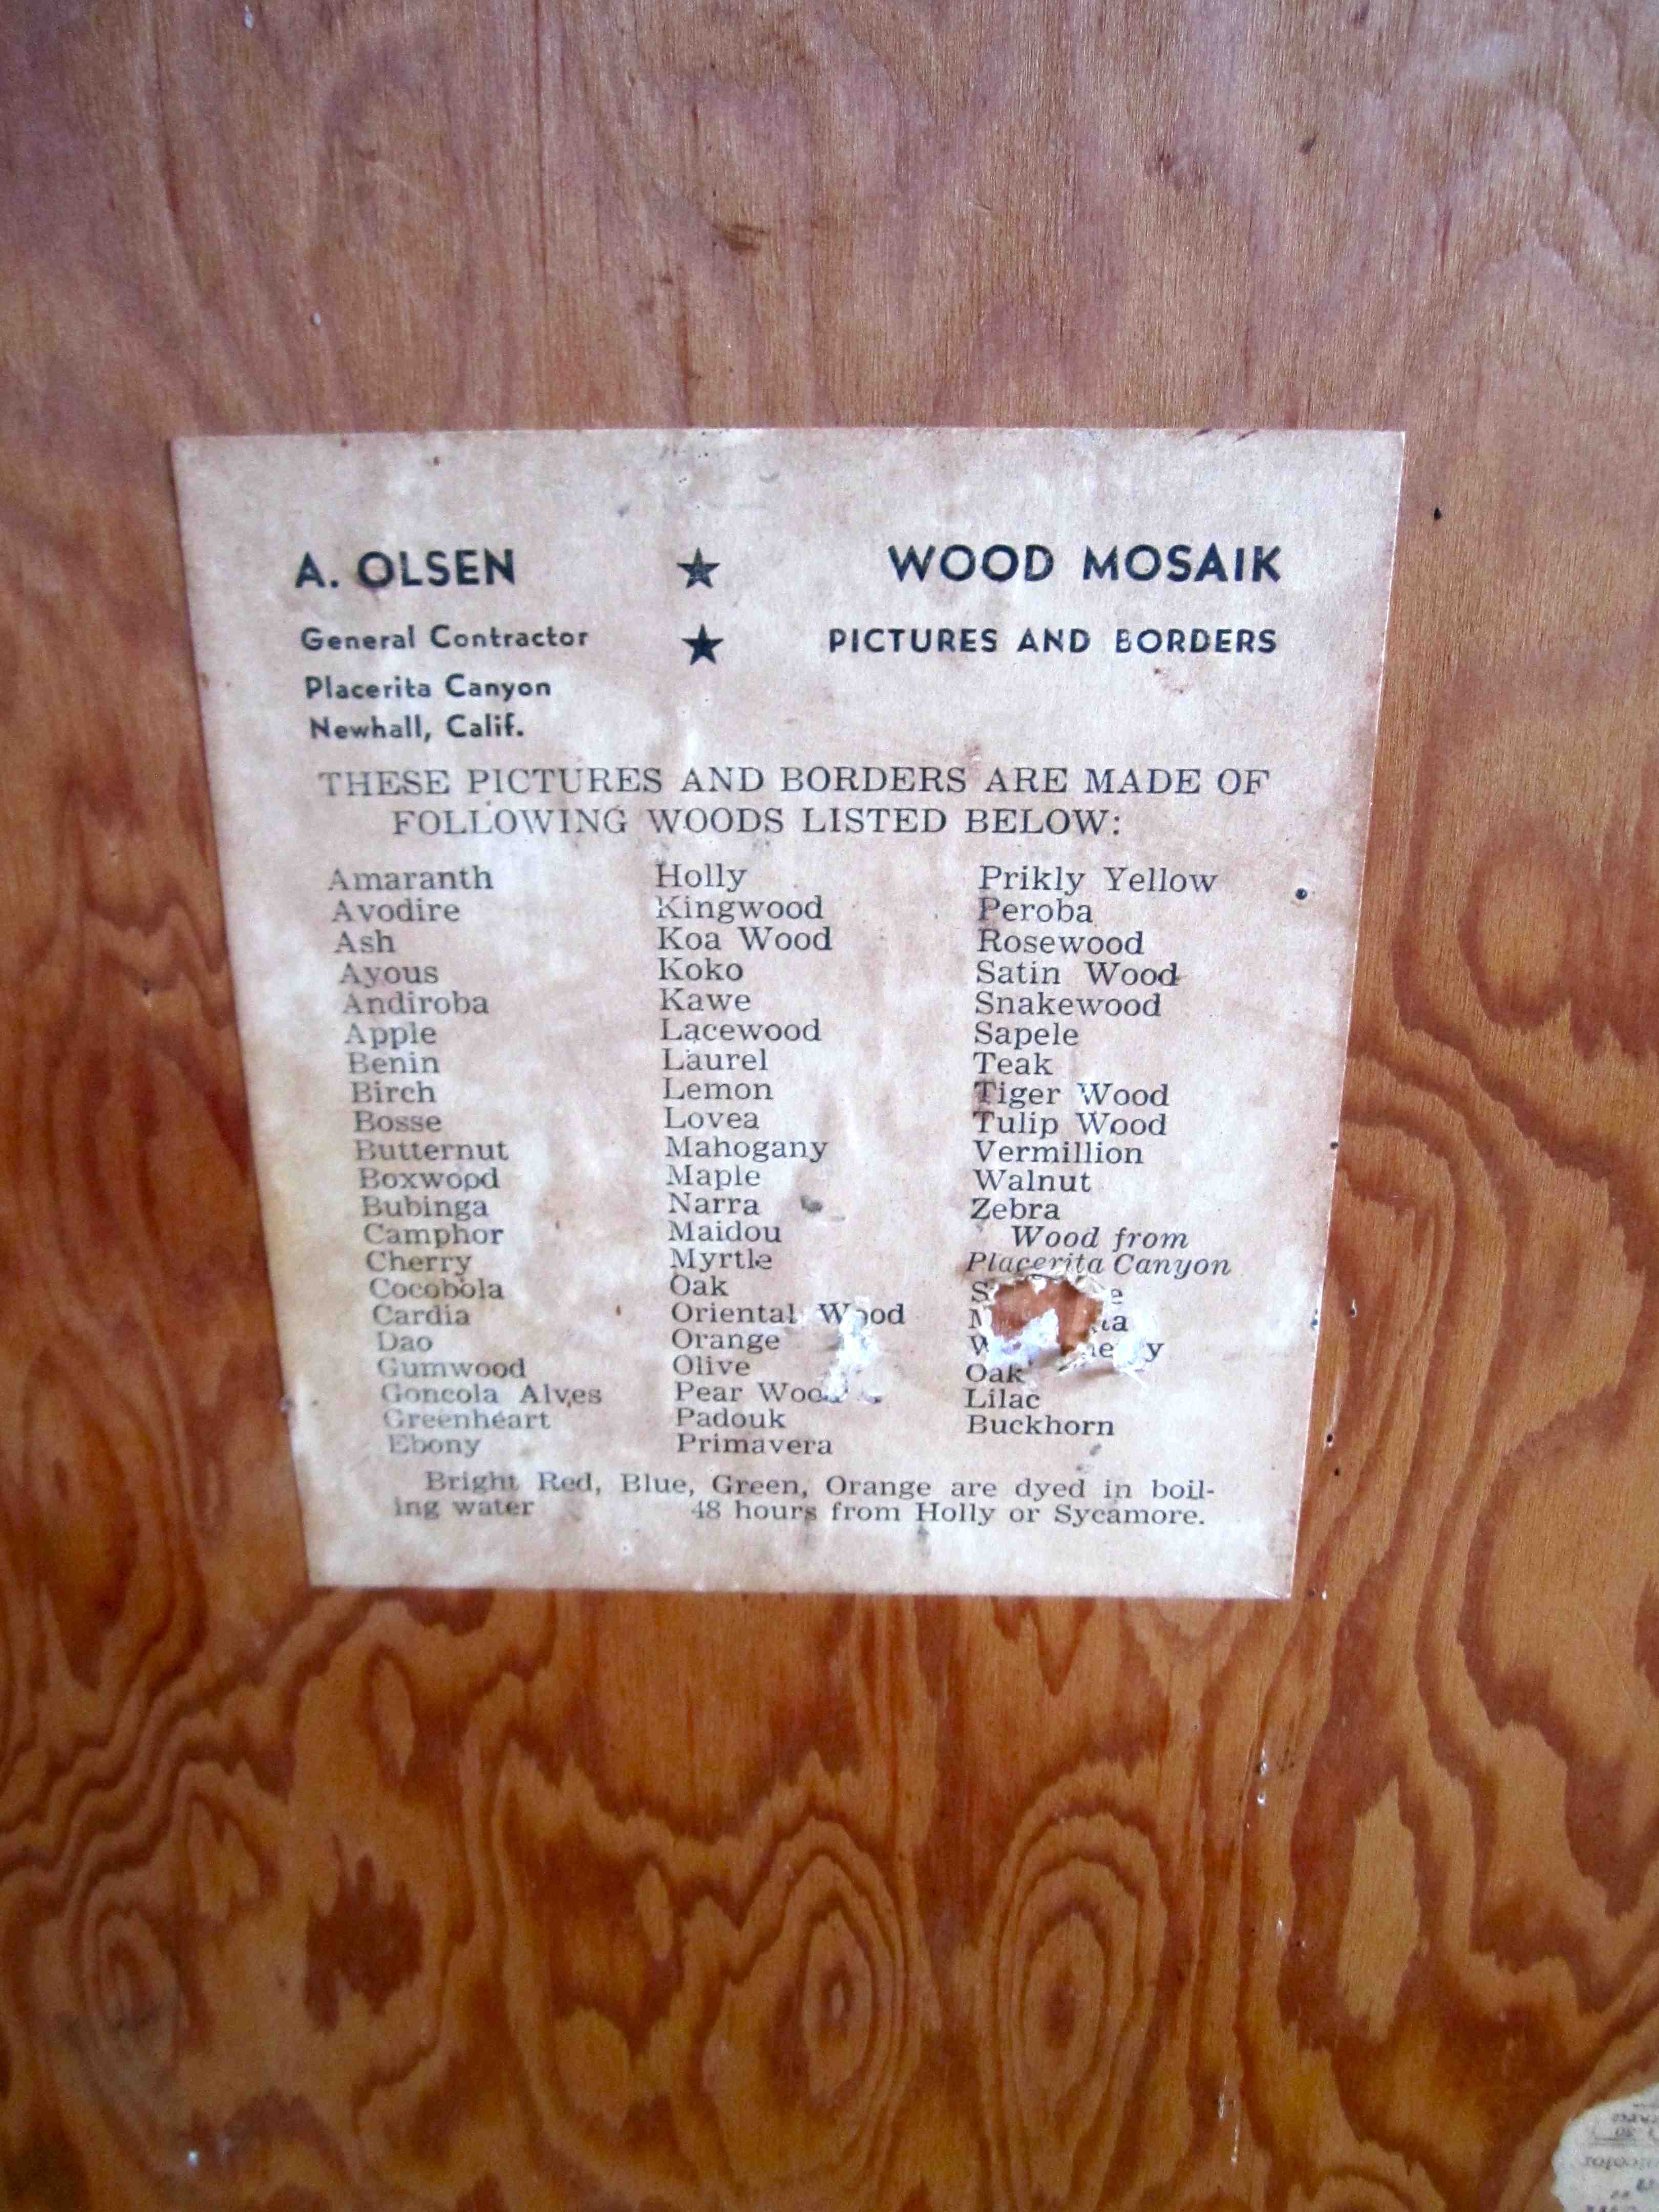 A. OLSEN ★ WOOD MOSAIK
General Contractor ★ PICTURES AND BORDERS
Placerita Canyon
Newhall, Calif.
THESE PICTURES AND BORDERS ARE MADE OF
FOLLOWING WOODS LISTED BELOW:
Amaranth
Avodire
Ash
Ayous
Andiroba
Apple
Benin
Birch
Bosse
Butternut
Boxwood
Bubinga
Camphor
Cherry
Cocobola
Cardia
Dao
Gumwood
Goncola Alves
Greenheart
Ebony
Holly
Kingwood
Koa Wood
Koko
Kawe
Lacewood
Laurel
Lemon
Lovea
Mahogany
Maple
Narra
Maidou
Myrtle
Oak
Oriental Wood
Orange
Olive
Pear Wood
Padouk
Primavera
Prikly Yellow
Peroba
Rosewood
Satin Wood
Snakewood
Sapele
Teak
Tiger Wood
Tulip Wood
Vermillion
Walnut
Zebra
Wood from
Placerita Canyon
Oak
Lilac
Buckhorn
Bright Red, Blue, Green, Orange are dyed in boil-
ing water 48 hours from Holly or Sycamore.